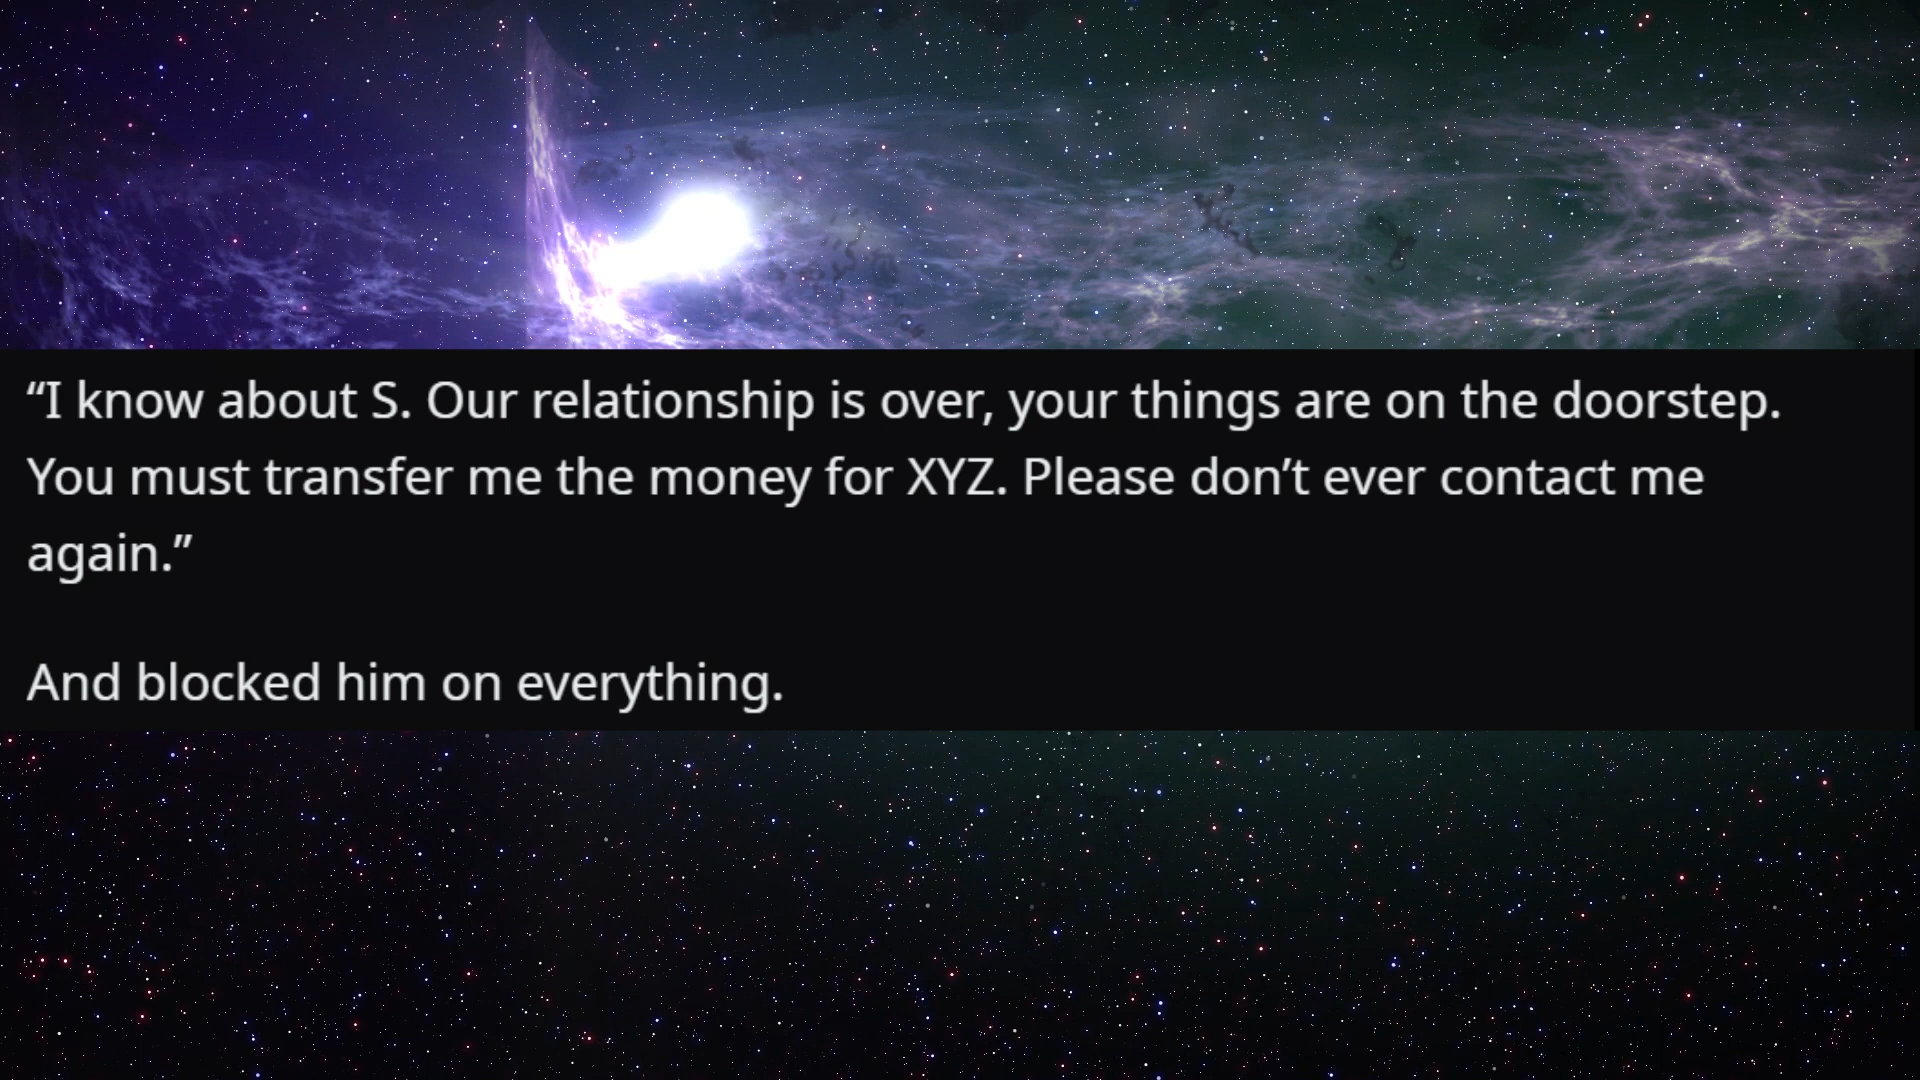 “I know about S. Our relationship is over, your things are on the doorstep.
You must transfer me the money for XYZ. Please don’t ever contact me
again.”
And blocked him on everything.